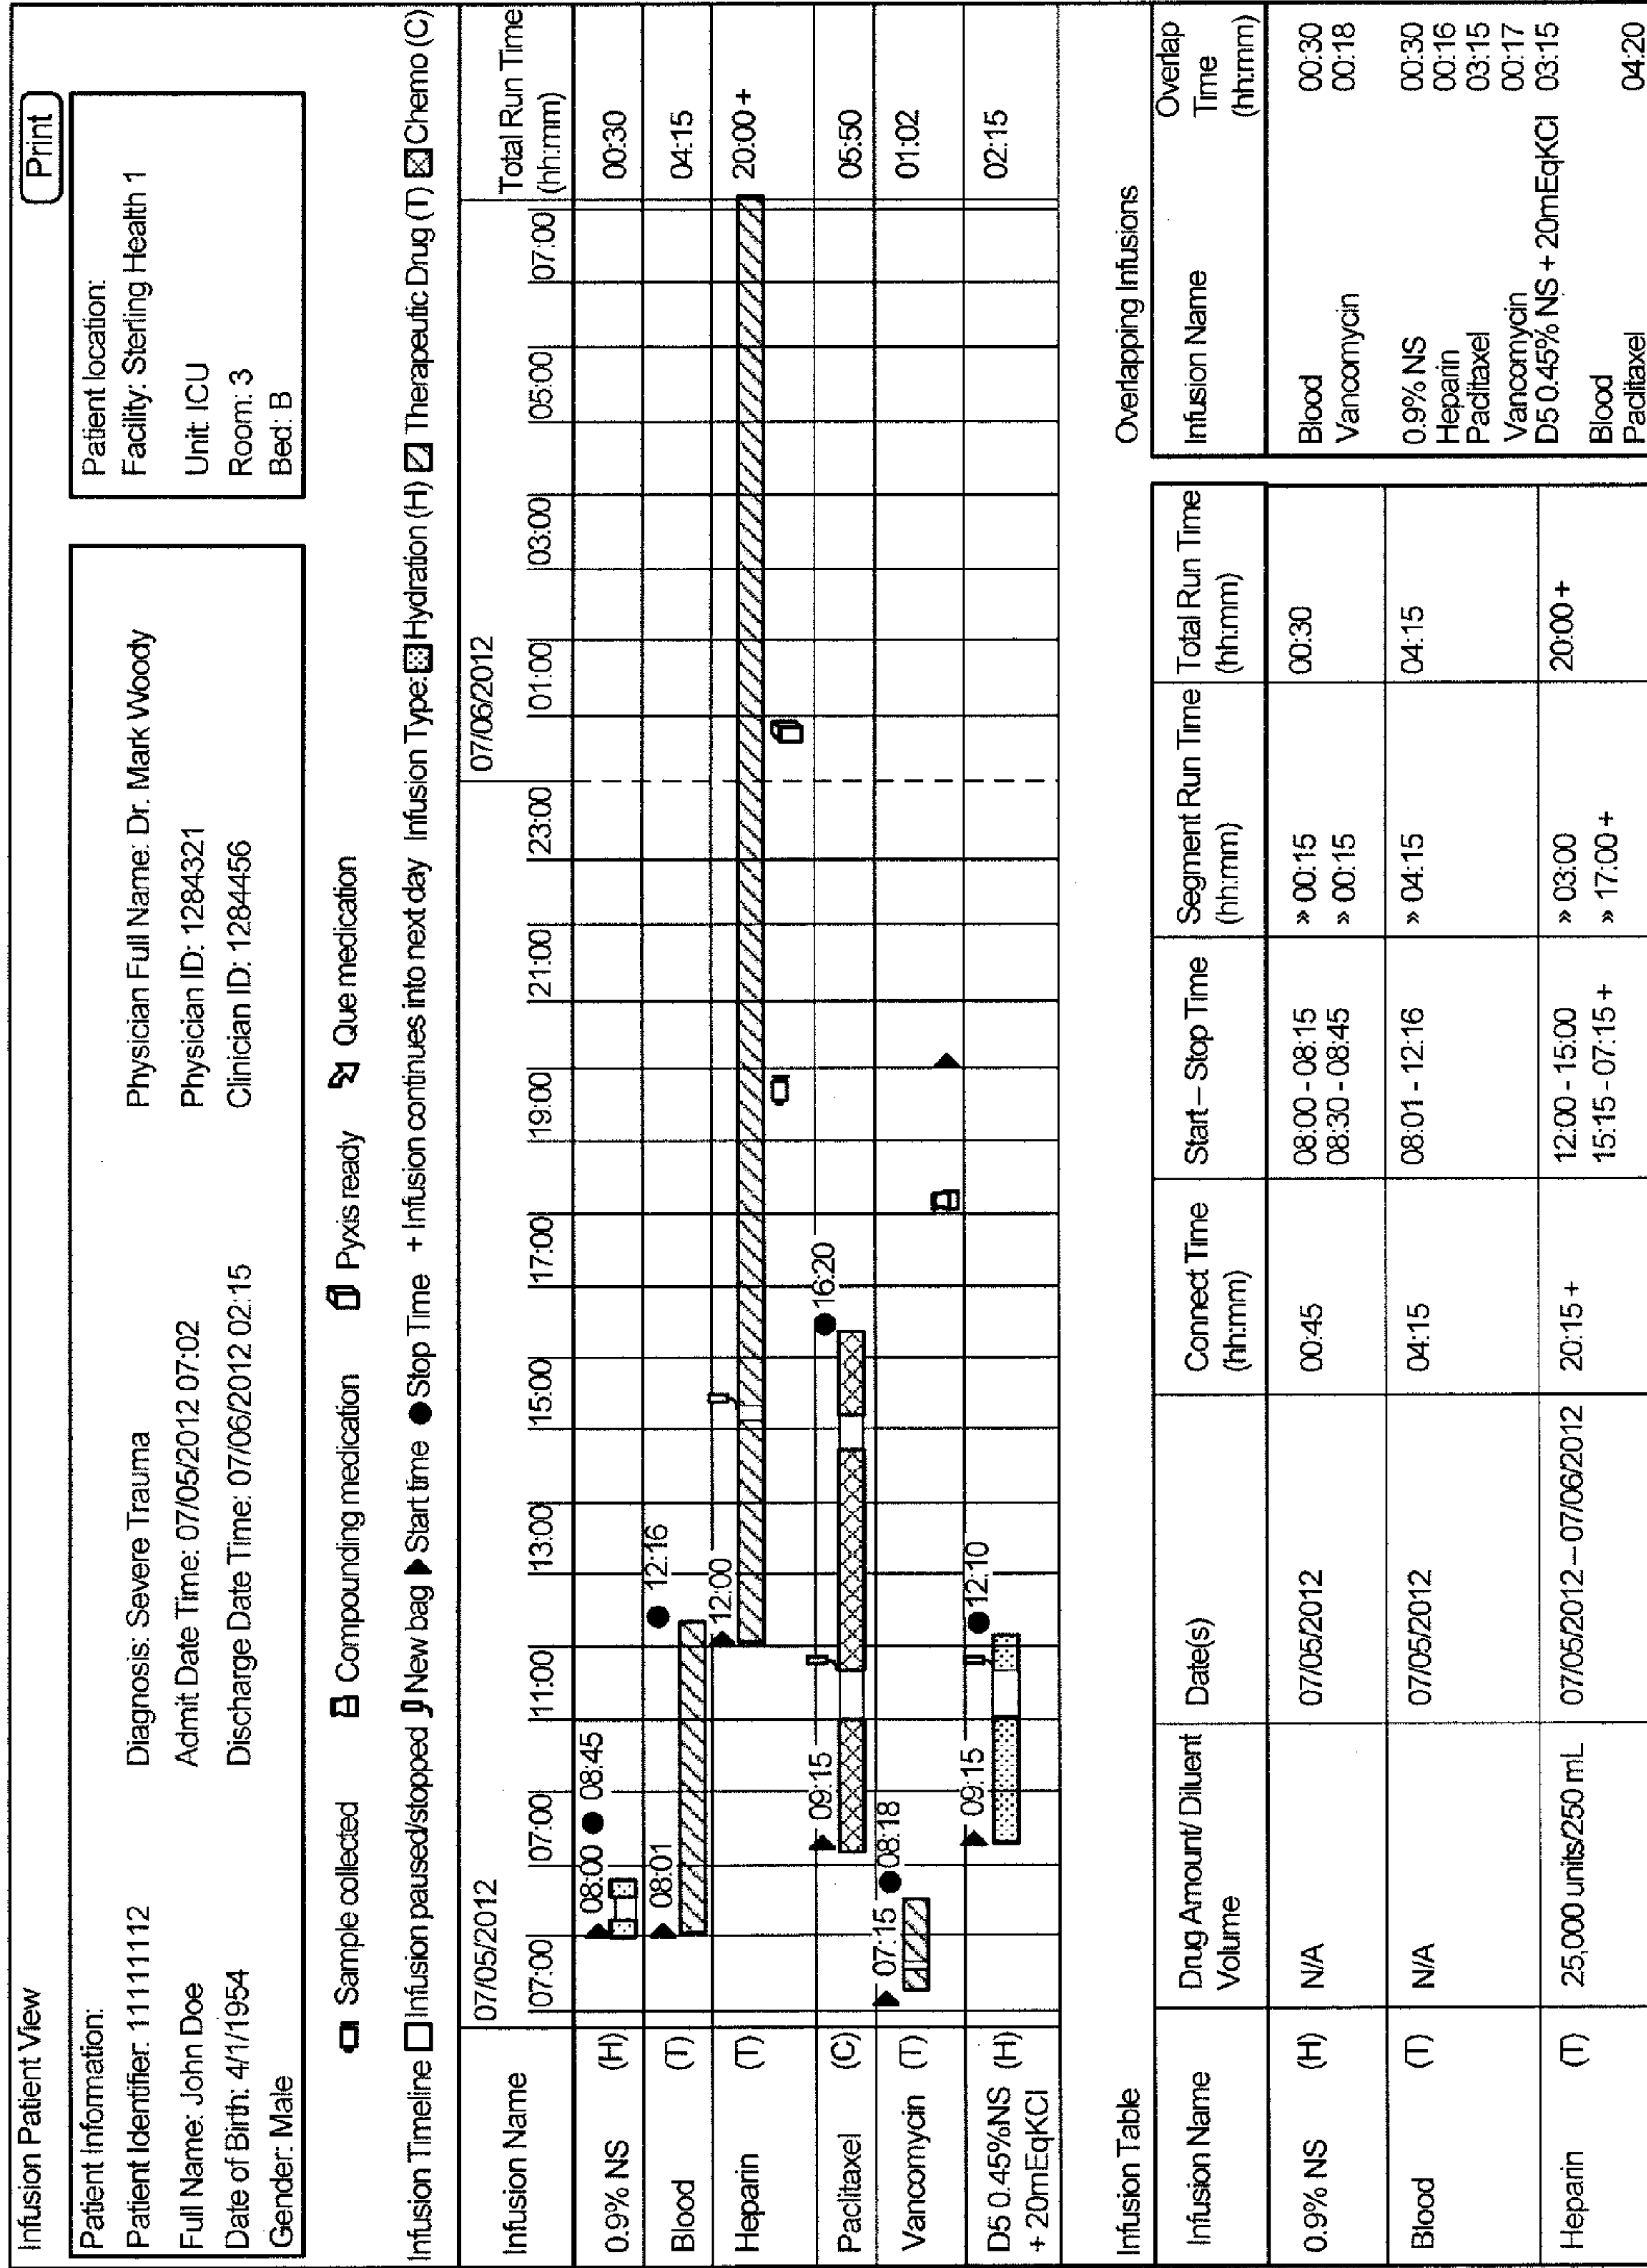 Infusion Patient View
Print
Patient Information:
Patient Identifier: 11111112
Full Name: John Doe
Date of Birth: 4/1/1954
Gender: Male
Diagnosis: Severe Trauma
Admit Date Time: 07/05/2012 07:02
Discharge Date Time: 07/06/2012 02:15
Physician Full Name: Dr. Mark Woody
Physician ID: 1284321
Clinician ID: 1284456
Patient location:
Facility: Sterling Health 1
Unit: ICU
Room: 3
Bed: B
Sample collected Compounding medication Pyxis ready Que medication
Infusion Timeline Infusion paused/stopped New bag Start time Stop Time + Infusion continues into next day Infusion Type: Hydration (H) Therapeutic Drug (T) Chemo (C)
Infusion Name
07/05/2012
07/06/2012
Total Run Time
(hh:mm)
07:00 07:00 11:00 13:00 15:00 17:00 19:00 21:00 23:00 01:00 03:00 05:00 07:00
0.9% NS (H) 08:00 08:45 00:30
Blood (T) 08:01 12:16 04:15
Heparin (T) 12:00 20:00 +
Paclitaxel (C) 09:15 16:20 05:50
Vancomycin (T) 07:15 08:18 01:02
D5 0.45%NS (H) 09:15 12:10 02:15
+ 20mEqKCl
Infusion Table
Overlapping Infusions
Infusion Name
Drug Amount/ Diluent
Volume
Date(s)
Connect Time
(hh:mm)
Start – Stop Time
Segment Run Time
(hh:mm)
Total Run Time
(hh:mm)
Infusion Name
Overlap
Time
(hh:mm)
0.9% NS (H) N/A 07/05/2012 00:45 08:00 - 08:15 » 00:15 00:30 Blood 00:30
08:30 - 08:45 » 00:15 Vancomycin 00:18
Blood (T) N/A 07/05/2012 04:15 08:01 - 12:16 » 04:15 04:15 0.9% NS 00:30
Heparin 00:16
Paclitaxel 03:15
Vancomycin 00:17
D5 0.45% NS + 20mEqKCl 03:15
Heparin (T) 25,000 units/250 mL 07/05/2012 – 07/06/2012 20:15 + 12:00 - 15:00 » 03:00 20:00 + Blood
15:15 - 07:15 + » 17:00 + Paclitaxel 04:20